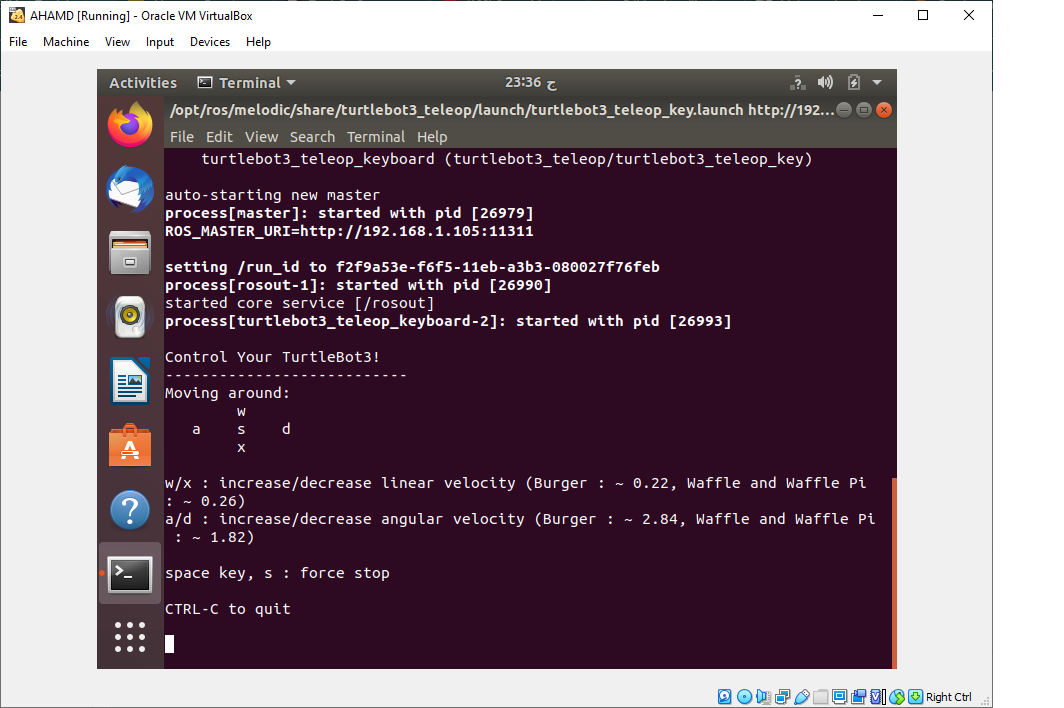 AHAMD [Running] - Oracle VM VirtualBox
File Machine View Input Devices Help
Activities Terminal 23:36 ح
/opt/ros/melodic/share/turtlebot3_teleop/launch/turtlebot3_teleop_key.launch http://192...
File Edit View Search Terminal Help
turtlebot3_teleop_keyboard (turtlebot3_teleop/turtlebot3_teleop_key)
auto-starting new master
process[master]: started with pid [26979]
ROS_MASTER_URI=http://192.168.1.105:11311
setting /run_id to f2f9a53e-f6f5-11eb-a3b3-080027f76feb
process[rosout-1]: started with pid [26990]
started core service [/rosout]
process[turtlebot3_teleop_keyboard-2]: started with pid [26993]
Control Your TurtleBot3!
---------------------------
Moving around:
w
a s d
x
w/x : increase/decrease linear velocity (Burger : ~ 0.22, Waffle and Waffle Pi
: ~ 0.26)
a/d : increase/decrease angular velocity (Burger : ~ 2.84, Waffle and Waffle Pi
: ~ 1.82)
space key, s : force stop
CTRL-C to quit
Right Ctrl